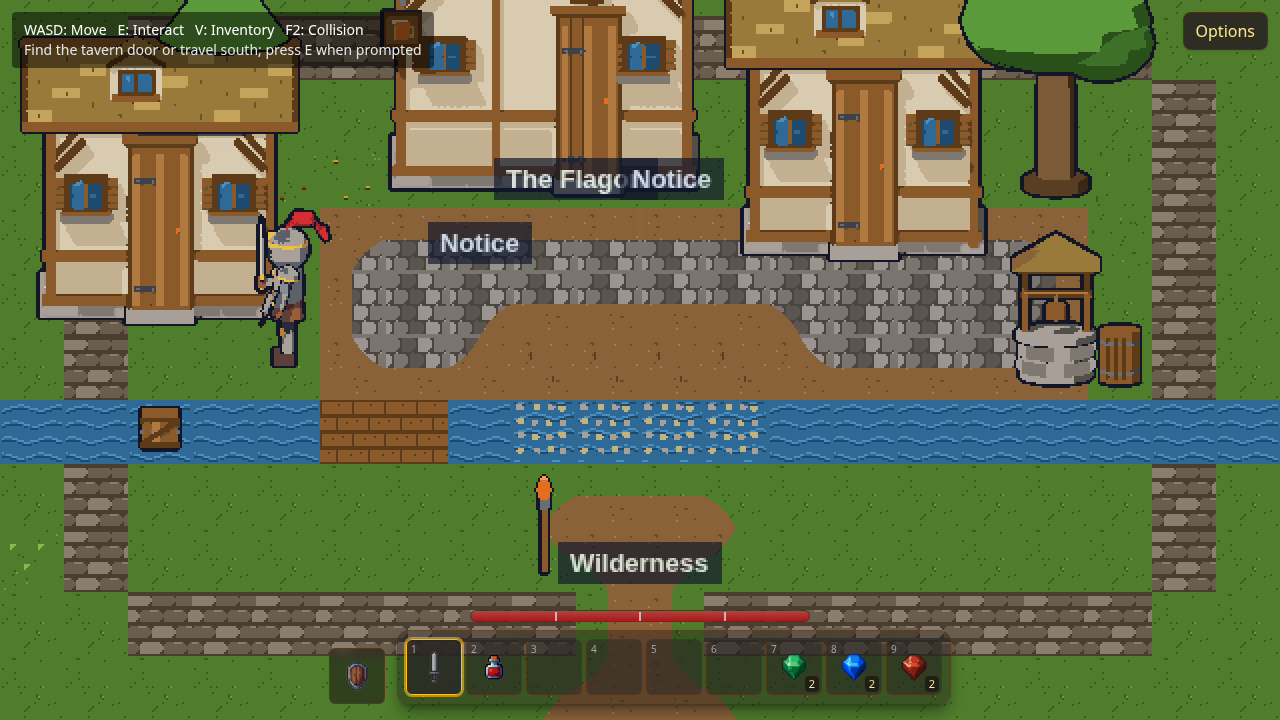 WASD: Move   E: Interact   V: Inventory   F2: Collision
Find the tavern door or travel south; press E when prompted
Options
The Flago
Notice
Notice
Wilderness
1
2
3
4
5
6
7
8
9
2
2
2